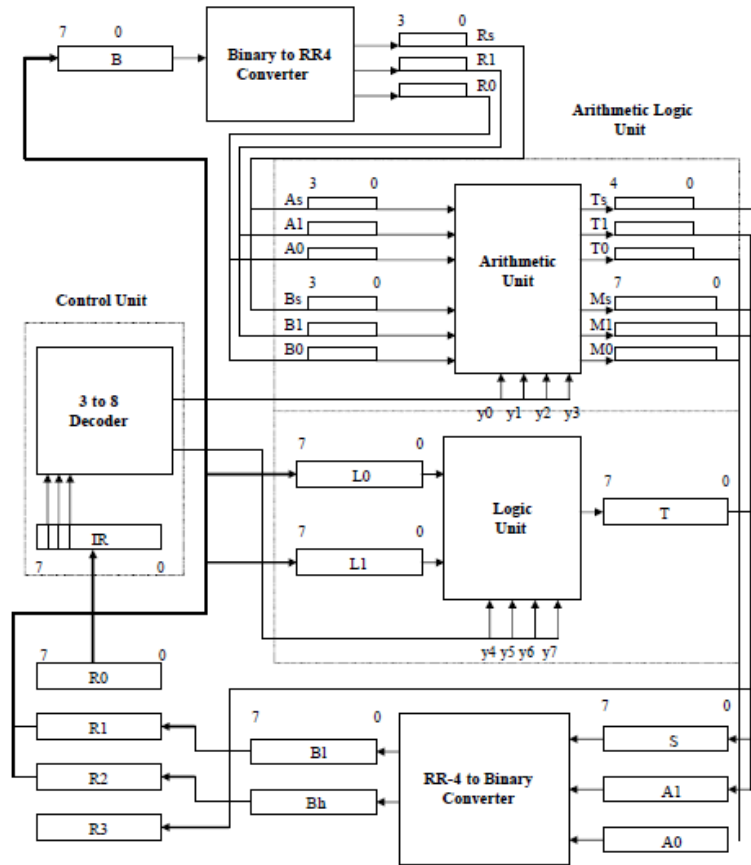 7 0
B
Binary to RR4
Converter
3 0
Rs
R1
R0
Arithmetic Logic
Unit
3 0
As
A1
A0
3 0
Bs
B1
B0
Arithmetic
Unit
4 0
Ts
T1
T0
7 0
Ms
M1
M0
y0 y1 y2 y3
Control Unit
3 to 8
Decoder
IR
7 0
7 0
L0
7 0
L1
Logic
Unit
7 0
T
y4 y5 y6 y7
7 0
R0
R1
R2
R3
7 0
Bl
Bh
RR-4 to Binary
Converter
7 0
S
A1
A0